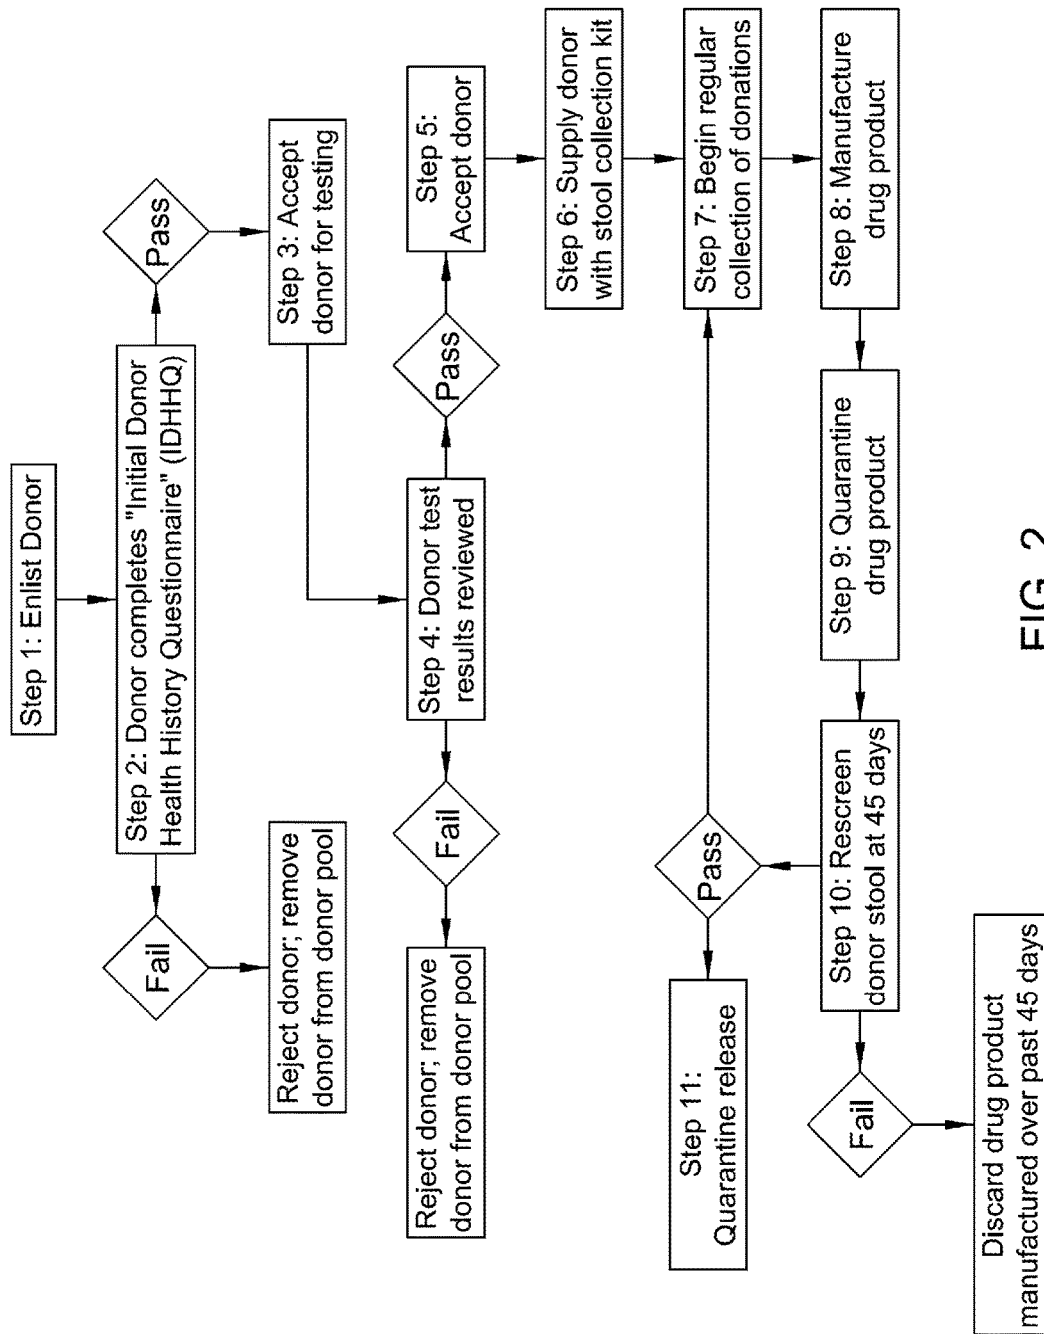 Step 1: Enlist Donor
Step 2: Donor completes "Initial Donor
Health History Questionnaire" (IDHHQ)
Fail
Pass
Reject donor; remove
donor from donor pool
Step 3: Accept
donor for testing
Step 4: Donor test
results reviewed
Fail
Pass
Reject donor; remove
donor from donor pool
Step 5:
Accept donor
Step 6: Supply donor
with stool collection kit
Step 7: Begin regular
collection of donations
Step 8: Manufacture
drug product
Step 9: Quarantine
drug product
Step 10: Rescreen
donor stool at 45 days
Pass
Step 11:
Quarantine release
Fail
Discard drug product
manufactured over past 45 days
FIG. 2